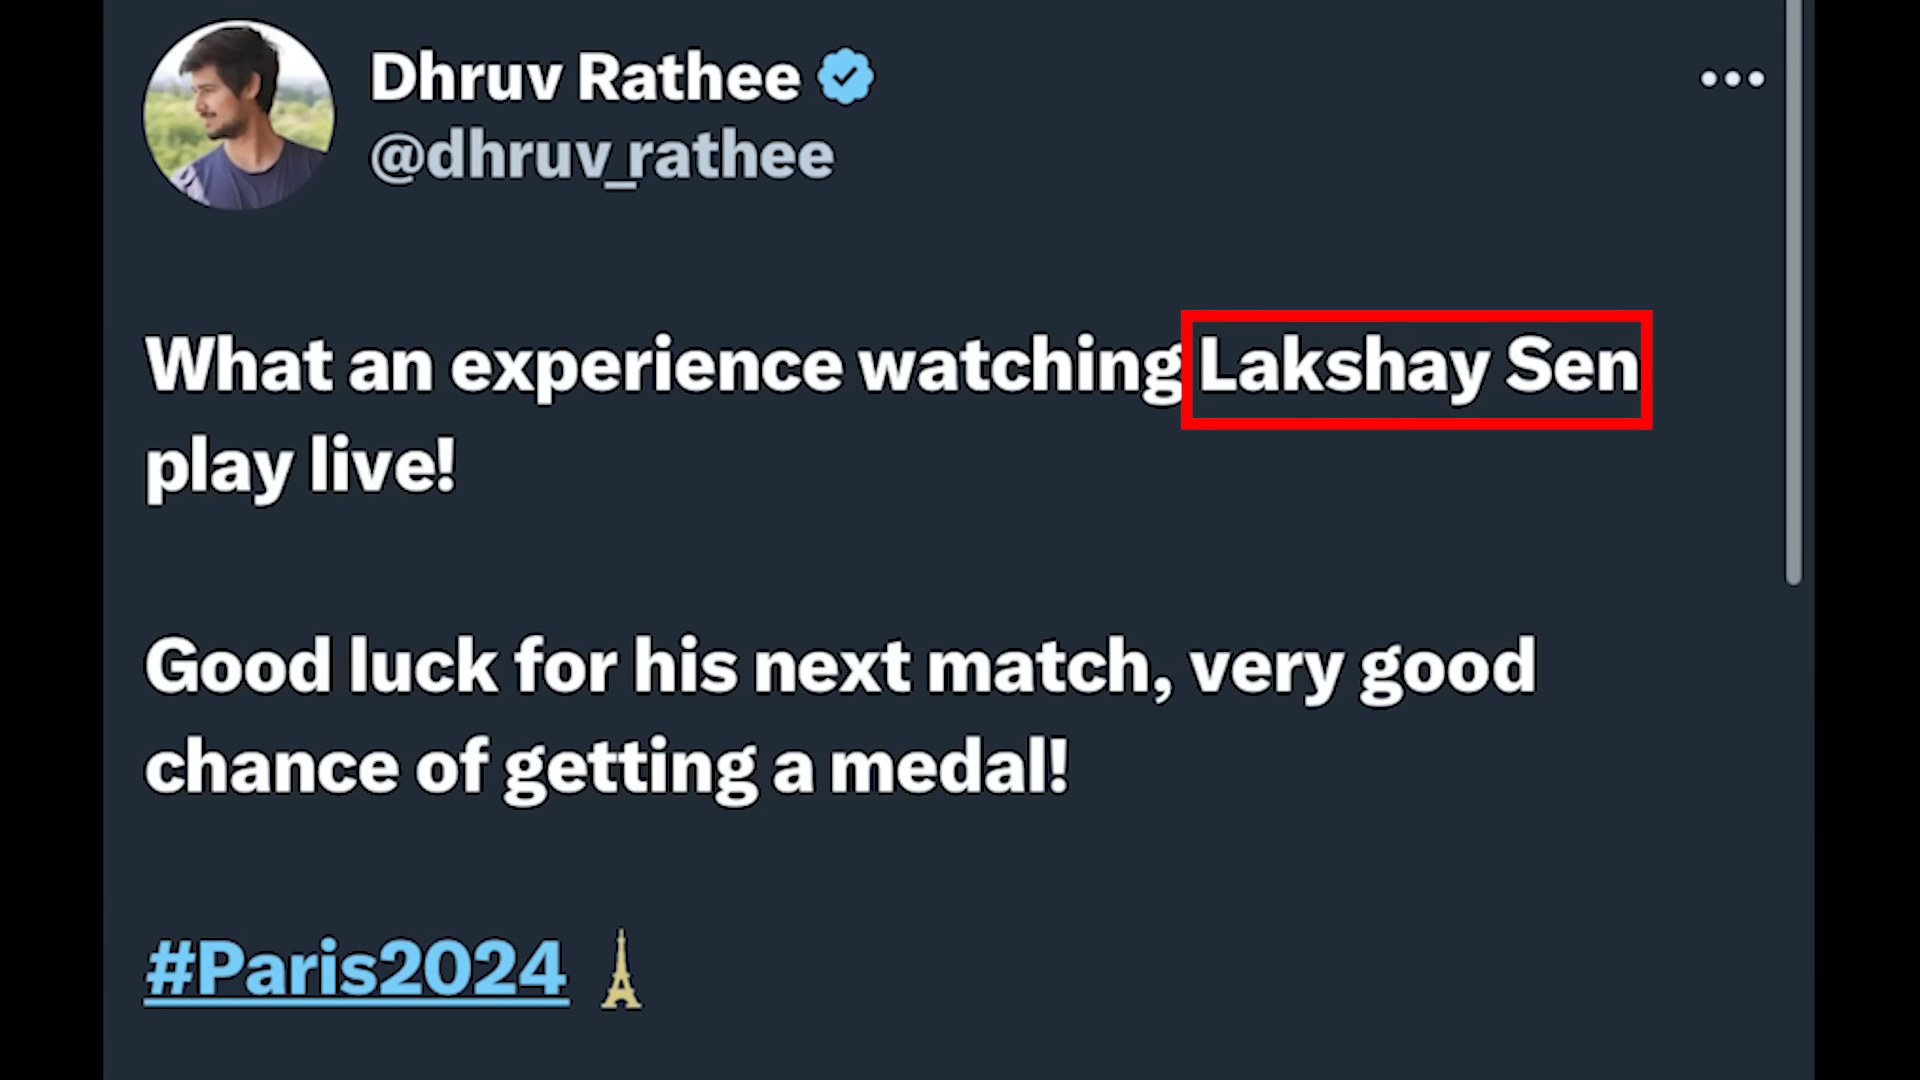 Dhruv Rathee
@dhruv_rathee
What an experience watching Lakshay Sen
play live!
Good luck for his next match, very good
chance of getting a medal!
#Paris2024